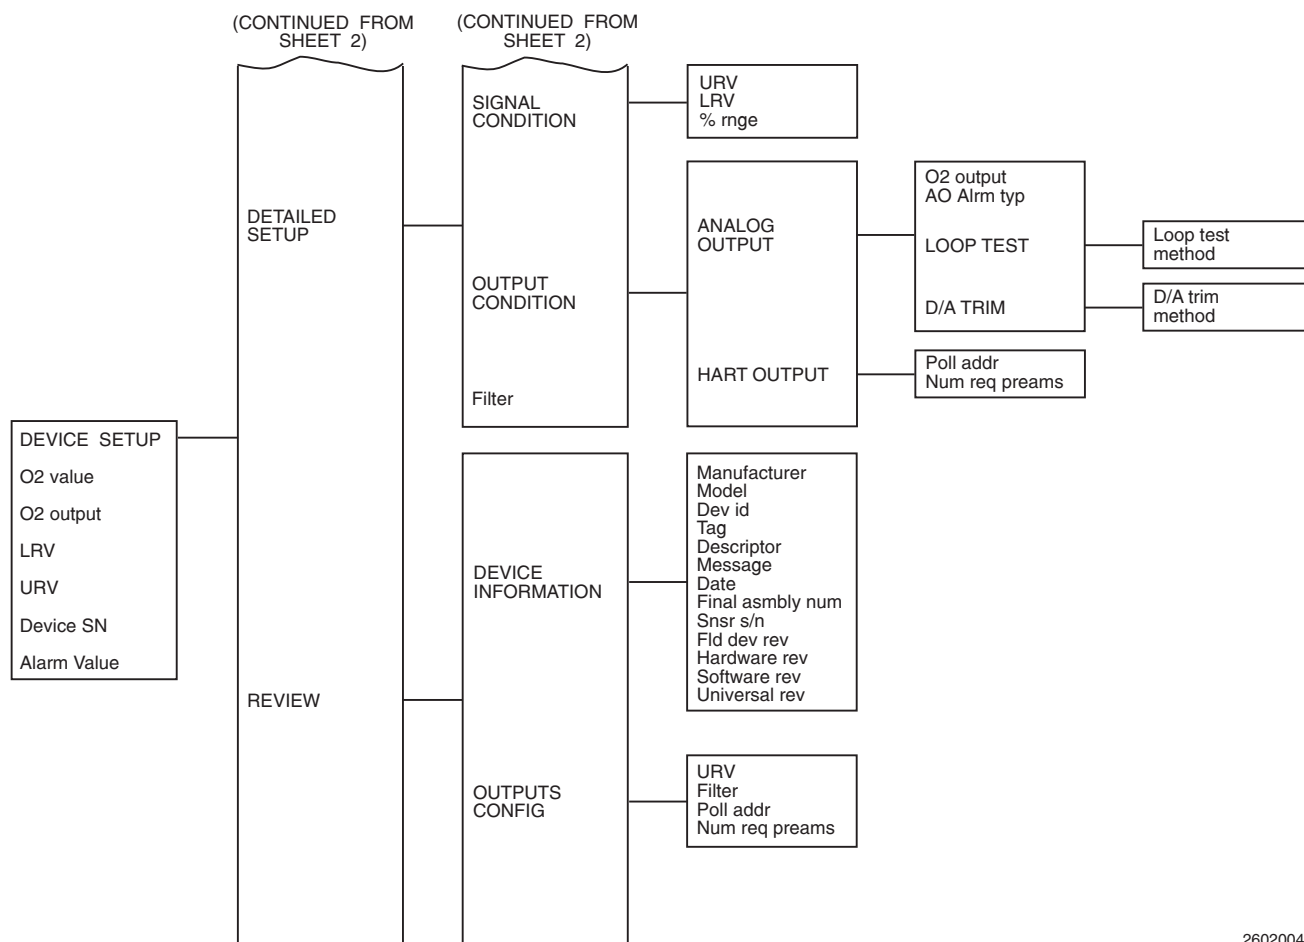 (CONTINUED FROM
SHEET 2)
(CONTINUED FROM
SHEET 2)
SIGNAL
CONDITION
URV
LRV
% rnge
DETAILED
SETUP
OUTPUT
CONDITION
ANALOG
OUTPUT
O2 output
AO Alrm typ
LOOP TEST
D/A TRIM
Loop test
method
D/A trim
method
HART OUTPUT
Poll addr
Num req preams
Filter
DEVICE SETUP
O2 value
O2 output
LRV
URV
Device SN
Alarm Value
REVIEW
DEVICE
INFORMATION
Manufacturer
Model
Dev id
Tag
Descriptor
Message
Date
Final asmbly num
Snsr s/n
Fld dev rev
Hardware rev
Software rev
Universal rev
OUTPUTS
CONFIG
URV
Filter
Poll addr
Num req preams
2602004